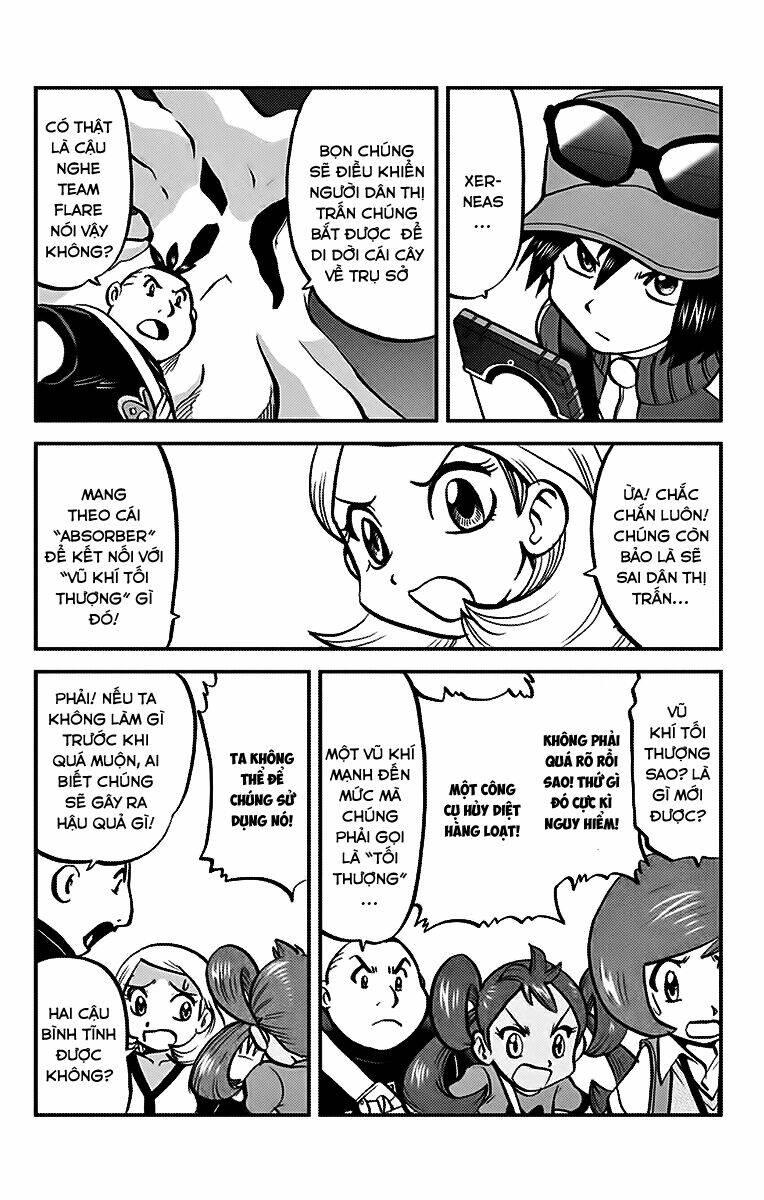 XER-
NEAS
...
BỌN CHÚNG
SẼ ĐIỀU KHIỂN
NGƯỜI DÂN THỊ
TRẤN CHÚNG
BẮT ĐƯỢC ĐỂ
DI DỜI CÁI CÂY
VỀ TRỤ SỞ
CÓ THẬT
LÀ CẬU
NGHE
TEAM
FLARE
NÓI VẬY
KHÔNG?
ỪA! CHẮC
CHẮN LUÔN!
CHÚNG CÒN
BẢO LÀ SẼ
SAI DÂN THỊ
TRẤN...
MANG
THEO CÁI
"ABSORBER"
ĐỂ KẾT NỐI VỚI
"VŨ KHÍ TỐI
THƯỢNG" GÌ
ĐÓ!
VŨ
KHÍ TỐI
THƯỢNG
SAO? LÀ
GÌ MỚI
ĐƯỢC?
KHÔNG PHẢI
QUÁ RÕ RỒI
SAO! THỨ GÌ
ĐÓ CỰC KÌ
NGUY HIỂM!
MỘT CÔNG
CỤ HỦY DIỆT
HÀNG LOẠT!
MỘT VŨ KHÍ
MẠNH ĐẾN
MỨC MÀ
CHÚNG
PHẢI GỌI
LÀ "TỐI
THƯỢNG"
...
TA KHÔNG
THỂ ĐỂ
CHÚNG SỬ
DỤNG NÓ!
PHẢI! NẾU TA
KHÔNG LÀM GÌ
TRƯỚC KHI
QUÁ MUỘN, AI
BIẾT CHÚNG
SẼ GÂY RA
HẬU QUẢ GÌ!
HAI CẬU
BÌNH TĨNH
ĐƯỢC
KHÔNG?